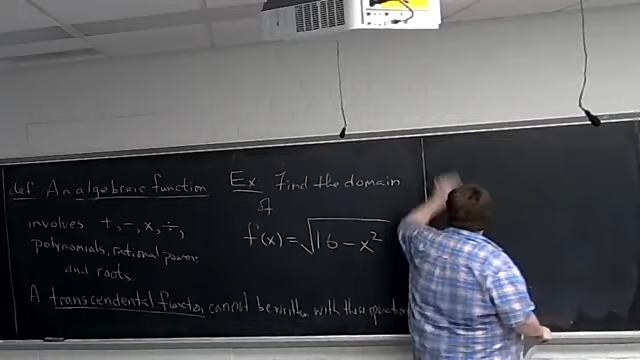 def An algebraic function
involves +, -, x, ÷,
polynomials, rational powers
and roots.
A transcendental function cannot be written with these operation
Ex. Find the domain
of
f(x) = √16 - x²